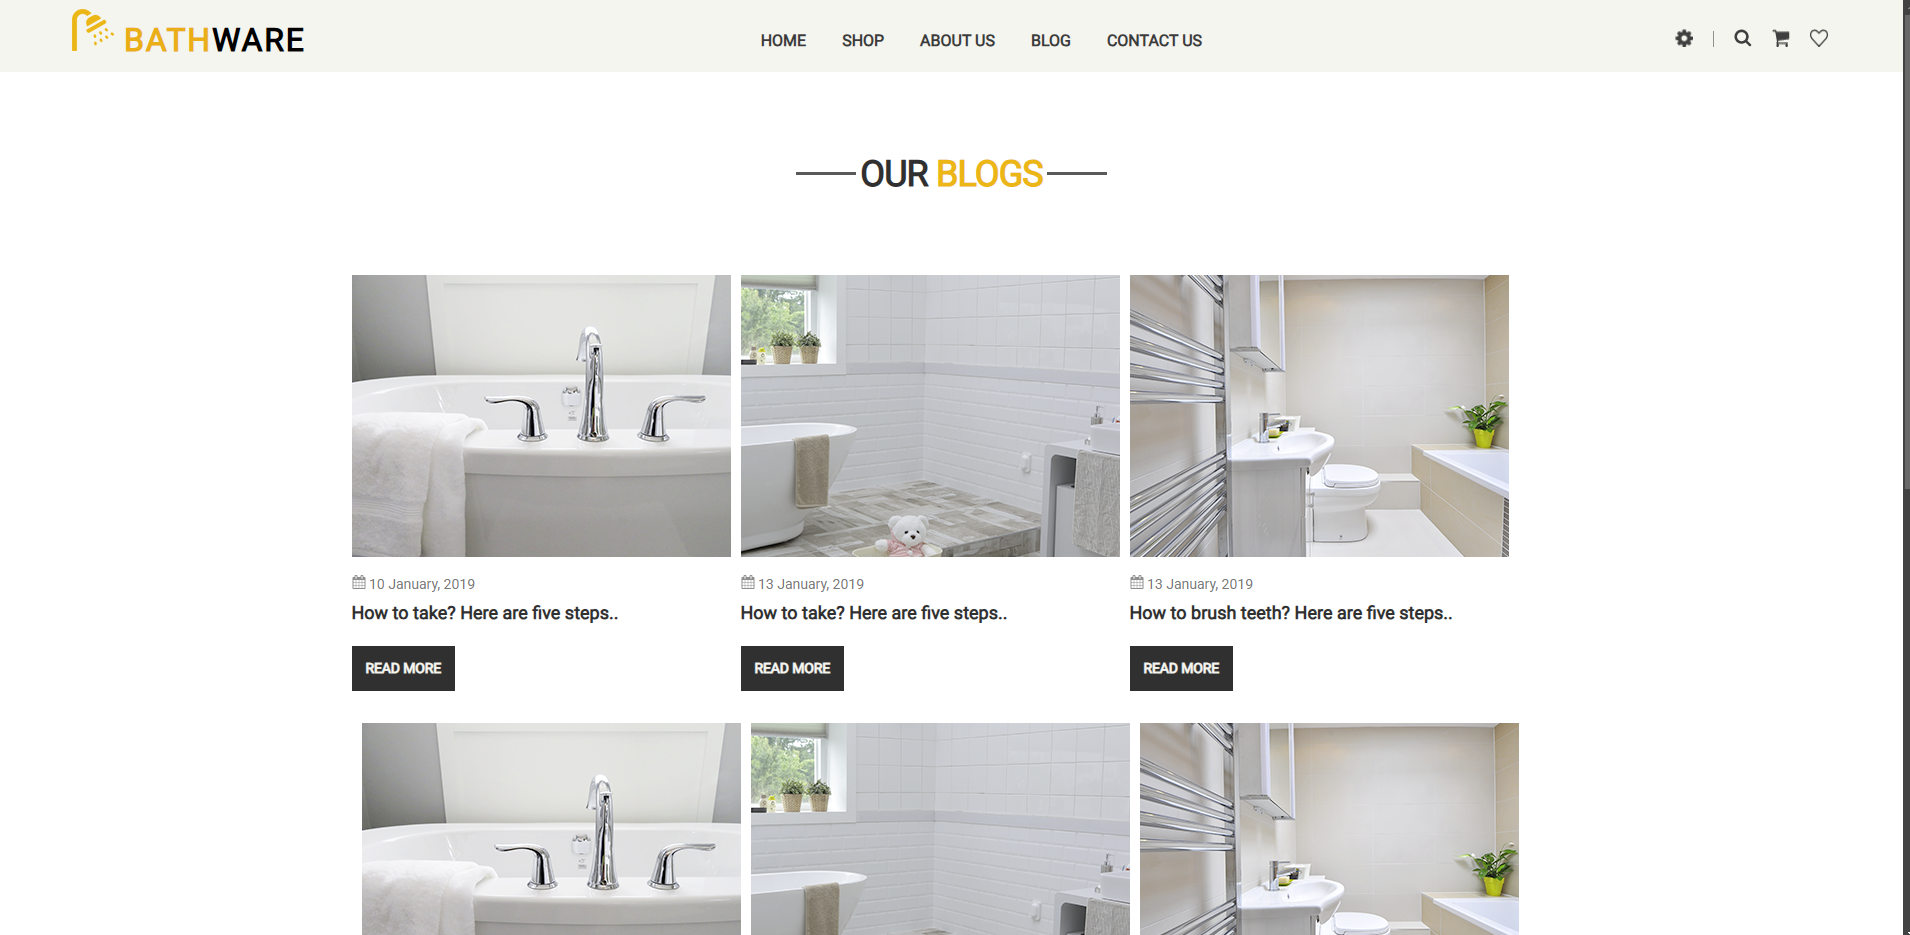 BATHWARE
HOME SHOP ABOUT US BLOG CONTACT US
OUR BLOGS
10 January, 2019
How to take? Here are five steps..
READ MORE
13 January, 2019
How to take? Here are five steps..
READ MORE
13 January, 2019
How to brush teeth? Here are five steps..
READ MORE